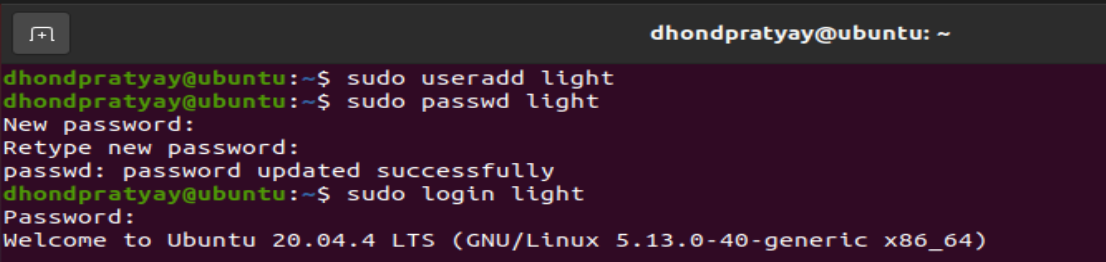 dhondpratyay@ubuntu: ~
dhondpratyay@ubuntu:~$ sudo useradd light
dhondpratyay@ubuntu:~$ sudo passwd light
New password:
Retype new password:
passwd: password updated successfully
dhondpratyay@ubuntu:~$ sudo login light
Password:
Welcome to Ubuntu 20.04.4 LTS (GNU/Linux 5.13.0-40-generic x86_64)